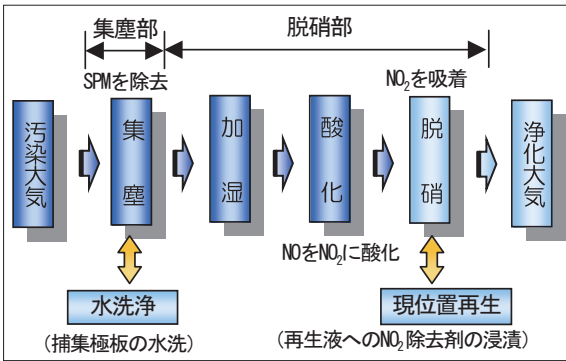 集塵部
脱硝部
SPMを除去
NO₂を吸着
汚染大気
集塵
加湿
酸化
脱硝
浄化大気
NOをNO₂に酸化
水洗浄
現位置再生
(捕集極板の水洗)
(再生液へのNO₂除去剤の浸漬)